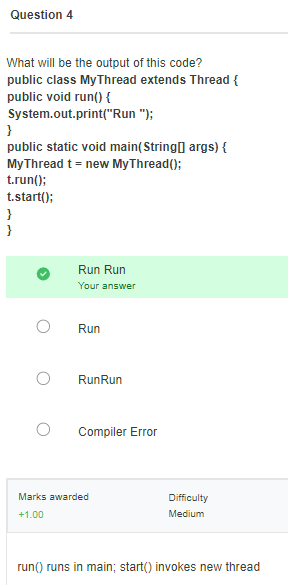 Question 4
What will be the output of this code?
public class MyThread extends Thread {
public void run() {
System.out.print("Run ");
}
public static void main(String[] args) {
MyThread t = new MyThread();
t.run();
t.start();
}
}
Run Run
Your answer
Run
RunRun
Compiler Error
Marks awarded
+1.00
Difficulty
Medium
run() runs in main; start() invokes new thread